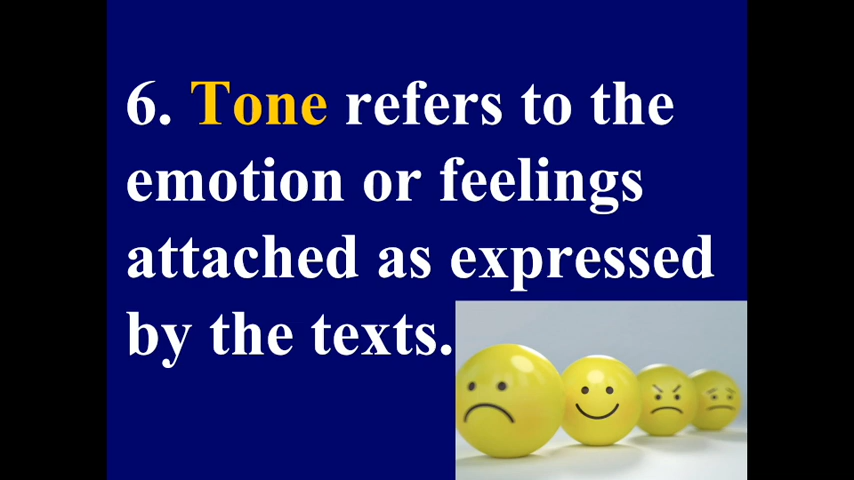 6. Tone refers to the
emotion or feelings
attached as expressed
by the texts.